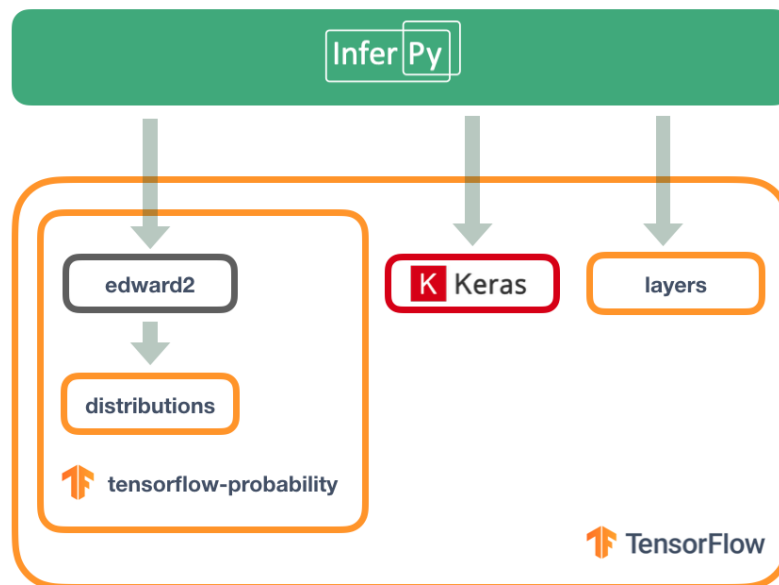 InferPy
edward2
K Keras
layers
distributions
tensorflow-probability
TensorFlow